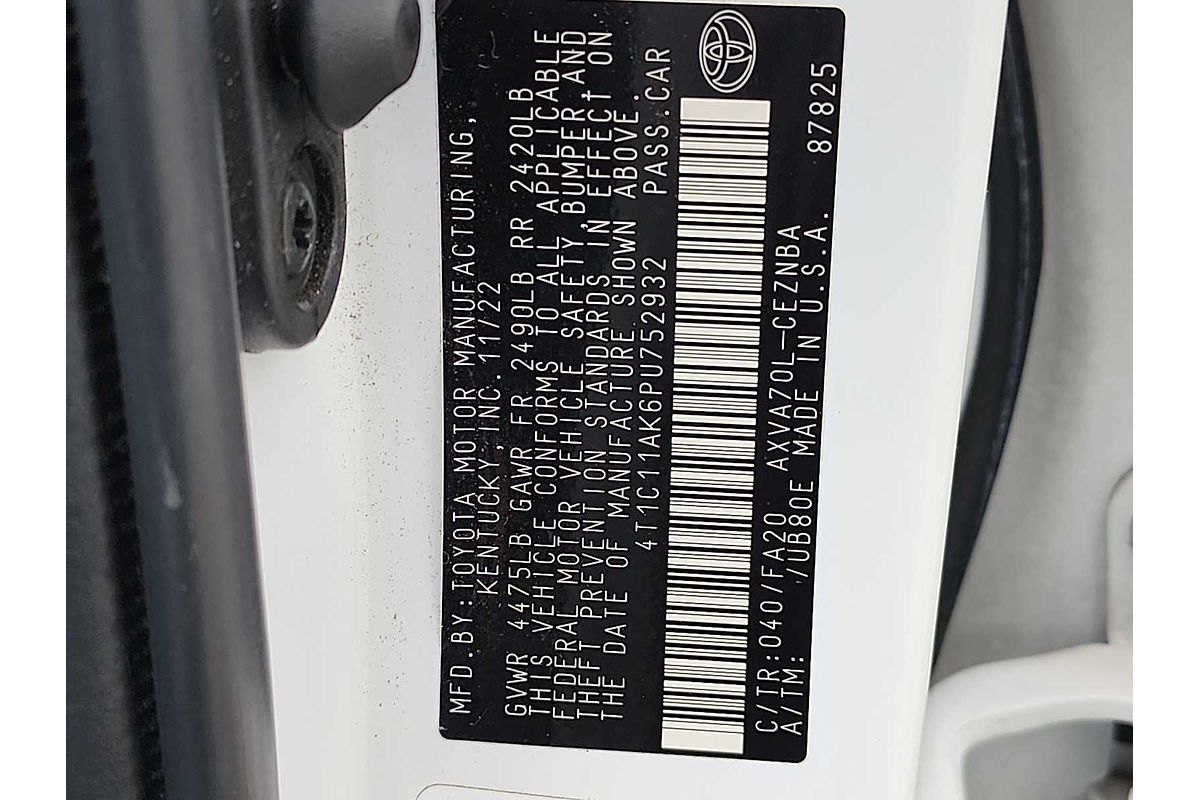 MFD.BY:TOYOTA MOTOR MANUFACTURING,
KENTUCKY,INC. 11/22
GVWR 4475LB GAWR FR 2490LB RR 2420LB
THIS VEHICLE CONFORMS TO ALL APPLICABLE
FEDERAL MOTOR VEHICLE SAFETY,BUMPER,AND
THEFT PREVENTION STANDARDS IN EFFECT ON
THE DATE OF MANUFACTURE SHOWN ABOVE.
4T1C11AK6PU752932 PASS.CAR
C/TR:040/FA20 AXVA70L-CEZNBA
A/TM: /UB80E MADE IN U.S.A. 87825